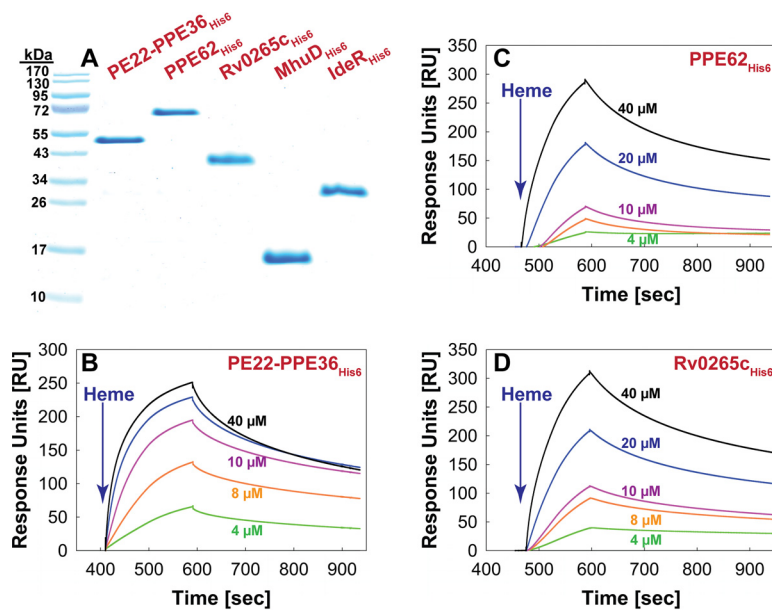 A
PE22-PPE36His6
PPE62His6
Rv0265cHis6
MhuDHis6
IdeRHis6
kDa
170
130
95
72
55
43
34
26
17
10
C
PPE62His6
Heme
40 µM
20 µM
10 µM
4 µM
Response Units [RU]
350
300
250
200
150
100
50
0
400 500 600 700 800 900
Time [sec]
B
PE22-PPE36His6
Heme
40 µM
10 µM
8 µM
4 µM
Response Units [RU]
300
250
200
150
100
50
0
400 500 600 700 800 900
Time [sec]
D
Rv0265cHis6
Heme
40 µM
20 µM
10 µM
8 µM
4 µM
Response Units [RU]
350
300
250
200
150
100
50
0
400 500 600 700 800 900
Time [sec]